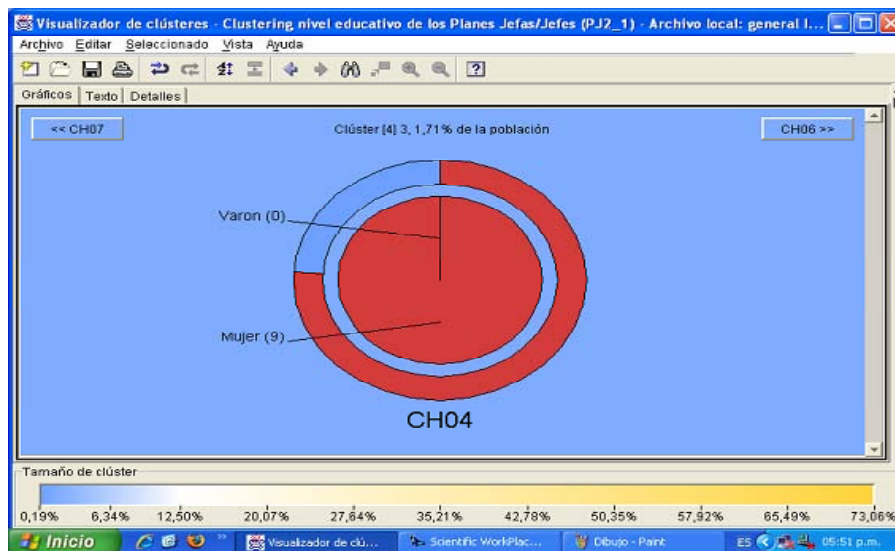 Visualizador de clústeres - Clustering nivel educativo de los Planes Jefas/Jefes (PJ2_1) - Archivo local: general l...
Archivo Editar Seleccionado Vista Ayuda
Gráficos Texto Detalles
<< CH07
Clúster [4] 3, 1,71% de la población
CH06 >>
Varon (0)
Mujer (9)
CH04
Tamaño de clúster
0,19% 6,34% 12,50% 20,07% 27,64% 35,21% 42,78% 50,35% 57,92% 65,49% 73,06%
Inicio
Visualizador de clú...
Scientific WorkPlac...
Dibujo - Paint
ES
05:51 p.m.